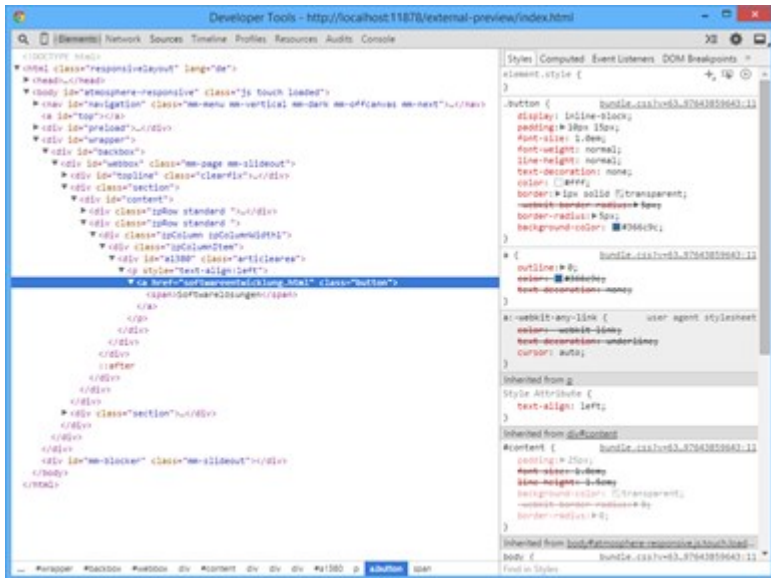 Developer Tools - http://localhost:11878/external-preview/index.html
Elements Network Sources Timeline Profiles Resources Audits Console
<!DOCTYPE html>
<html class="responsivelayout" lang="de">
<head>…</head>
<body id="atmosphere-responsive" class="js touch loaded">
<nav id="navigation" class="mm-menu mm-vertical mm-dark mm-offcanvas mm-next">…</nav>
<a id="top"></a>
<div id="preload">…</div>
<div id="wrapper">
<div id="backbox">
<div id="webbox" class="mm-page mm-slideout">
<div id="topline" class="clearfix">…</div>
<div class="section">
<div id="content">
<div class="zpRow standard ">…</div>
<div class="zpRow standard ">
<div class="zpColumn zpColumnWidth1">
<div class="zpColumnItem">
<div id="a1380" class="articlearea">
<p style="text-align:left">
<a href="softwareentwicklung.html" class="button">
<span>Softwarelösungen</span>
</a>
</p>
</div>
</div>
</div>
::after
</div>
</div>
</div>
<div class="section">…</div>
</div>
</div>
</div>
<div id="mm-blocker" class="mm-slideout"></div>
</body>
</html>
… #wrapper #backbox #webbox div #content div div div #a1380 p a.button span
Styles Computed Event Listeners DOM Breakpoints »
element.style {
}
.button {
display: inline-block;
padding: 10px 15px;
font-size: 1.0em;
font-weight: normal;
line-height: normal;
text-decoration: none;
color: #fff;
border: 1px solid transparent;
-webkit-border-radius: 5px;
border-radius: 5px;
background-color: #366c9c;
}
a {
outline: 0;
color: #366c9c;
text-decoration: none;
}
a:-webkit-any-link { user agent stylesheet
color: -webkit-link;
text-decoration: underline;
cursor: auto;
}
Inherited from p
Style Attribute {
text-align: left;
}
Inherited from div#content
#content {
padding: 25px;
font-size: 1.0em;
line-height: 1.5em;
background-color: transparent;
-webkit-border-radius: 0;
border-radius: 0;
}
Inherited from body#atmosphere-responsive.js.touch.load…
body {
Find in Styles